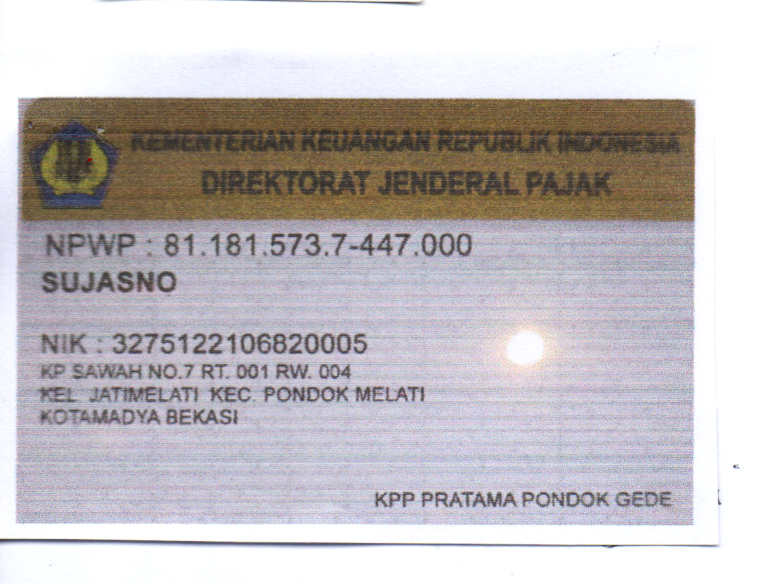 KEMENTERIAN KEUANGAN REPUBLIK INDONESIA
DIREKTORAT JENDERAL PAJAK
NPWP : 81.181.573.7-447.000
SUJASNO
NIK : 3275122106820005
KP SAWAH NO.7 RT. 001 RW. 004
KEL. JATIMELATI KEC. PONDOK MELATI
KOTAMADYA BEKASI
KPP PRATAMA PONDOK GEDE